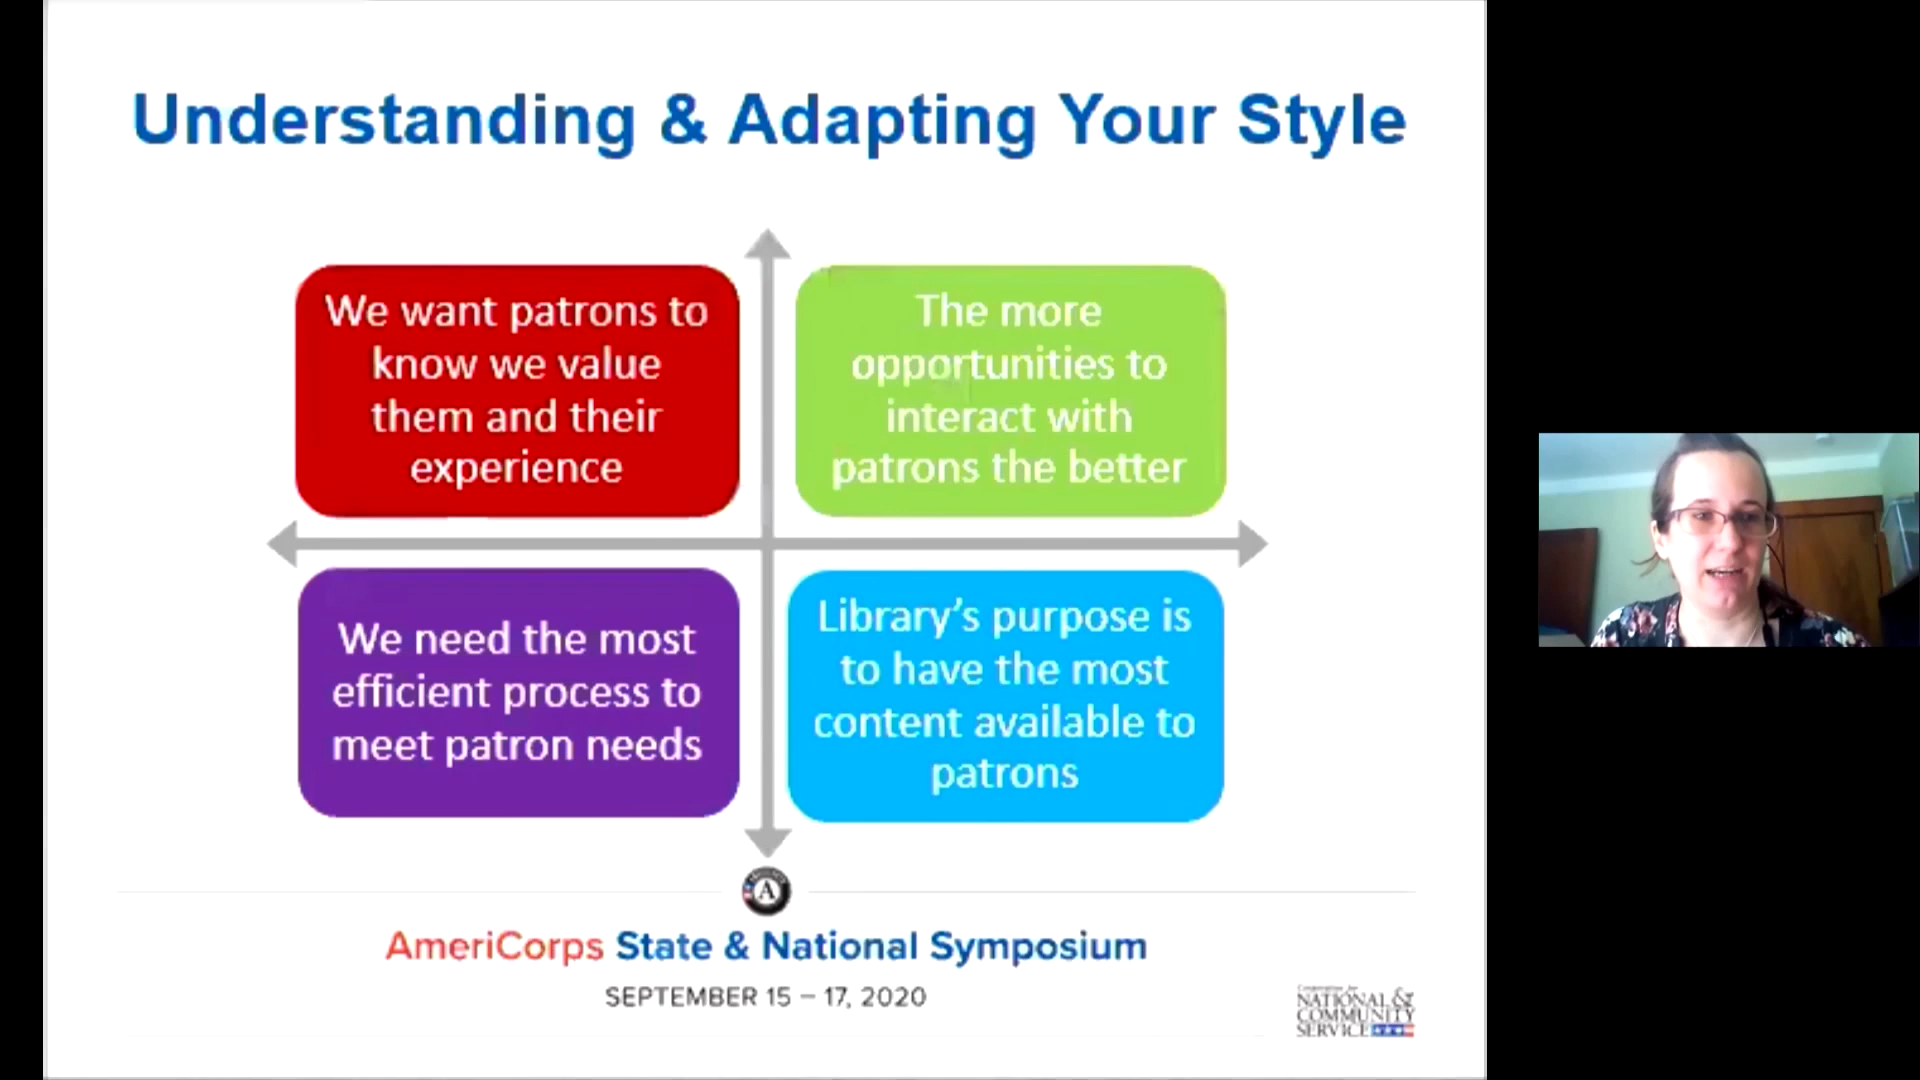 Understanding & Adapting Your Style
We want patrons to
know we value
them and their
experience
The more
opportunities to
interact with
patrons the better
We need the most
efficient process to
meet patron needs
Library’s purpose is
to have the most
content available to
patrons
A
AmeriCorps State & National Symposium
SEPTEMBER 15 – 17, 2020
Corporation for
NATIONAL &
COMMUNITY
SERVICE